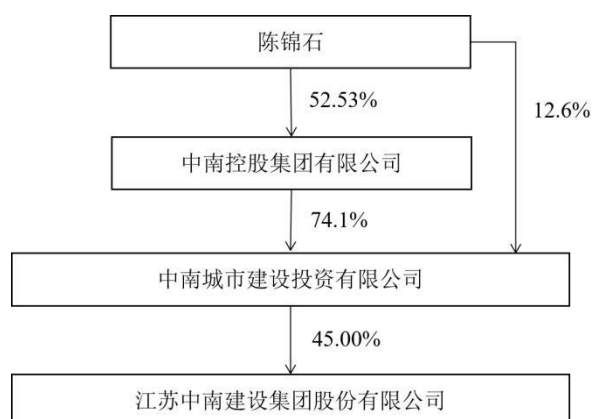 陈锦石
52.53%
12.6%
中南控股集团有限公司
74.1%
中南城市建设投资有限公司
45.00%
江苏中南建设集团股份有限公司